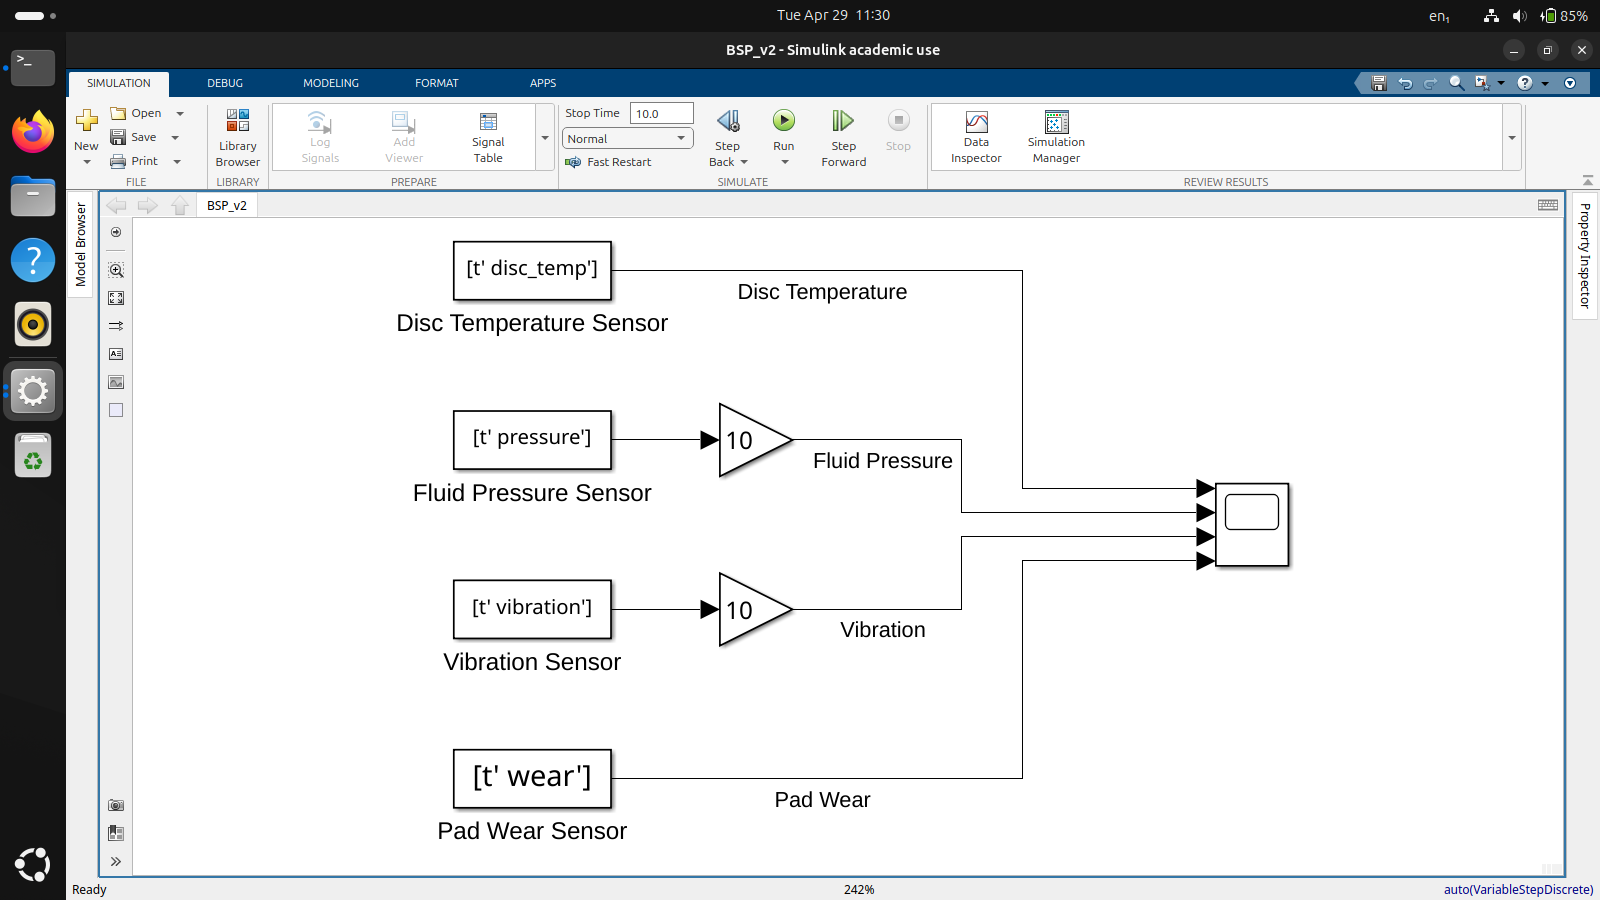 Tue Apr 29 11:30
en₁
85%
BSP_v2 - Simulink academic use
SIMULATION
DEBUG
MODELING
FORMAT
APPS
New
Open
Save
Print
FILE
Library
Browser
LIBRARY
Log
Signals
Add
Viewer
Signal
Table
PREPARE
Stop Time
10.0
Normal
Fast Restart
Step
Back
Run
Step
Forward
Stop
SIMULATE
Data
Inspector
Simulation
Manager
REVIEW RESULTS
Model Browser
BSP_v2
Property Inspector
[t' disc_temp']
Disc Temperature
Disc Temperature Sensor
[t' pressure']
10
Fluid Pressure
Fluid Pressure Sensor
[t' vibration']
10
Vibration
Vibration Sensor
[t' wear']
Pad Wear
Pad Wear Sensor
Ready
242%
auto(VariableStepDiscrete)